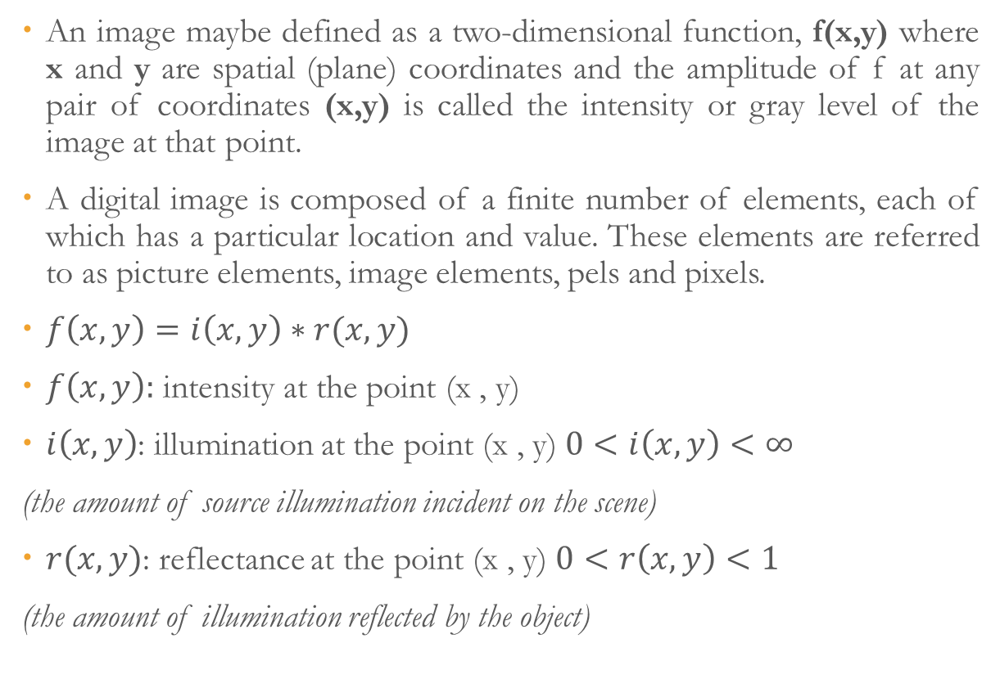 • An image maybe defined as a two-dimensional function, f(x,y) where
x and y are spatial (plane) coordinates and the amplitude of f at any
pair of coordinates (x,y) is called the intensity or gray level of the
image at that point.
• A digital image is composed of a finite number of elements, each of
which has a particular location and value. These elements are referred
to as picture elements, image elements, pels and pixels.
• f(x, y) = i(x, y) ∗ r(x, y)
• f(x, y): intensity at the point (x , y)
• i(x, y): illumination at the point (x , y) 0 < i(x, y) < ∞
(the amount of source illumination incident on the scene)
• r(x, y): reflectance at the point (x , y) 0 < r(x, y) < 1
(the amount of illumination reflected by the object)